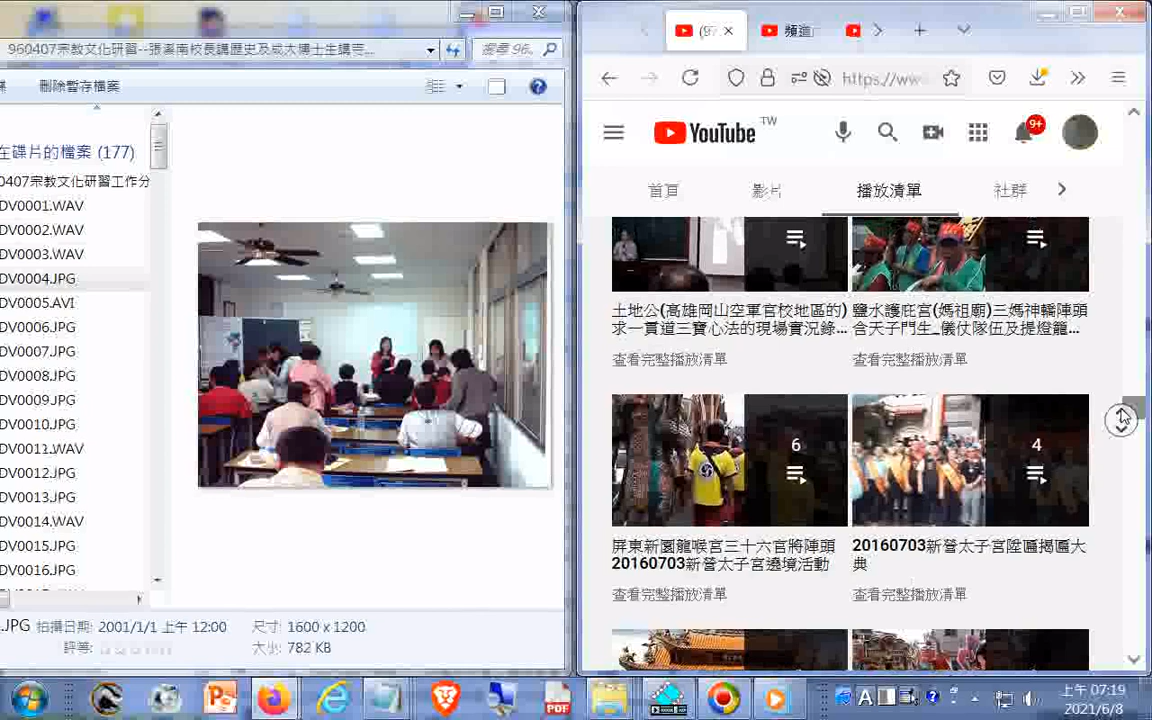 960407宗教文化研習--張溪南校長講歷史及成大博士生講壱...
搜尋 96...
刪除暫存檔案
在碟片的檔案 (177)
0407宗教文化研習工作分
DV0001.WAV
DV0002.WAV
DV0003.WAV
DV0004.JPG
DV0005.AVI
DV0006.JPG
DV0007.JPG
DV0008.JPG
DV0009.JPG
DV0010.JPG
DV0011.WAV
DV0012.JPG
DV0013.JPG
DV0014.WAV
DV0015.JPG
DV0016.JPG
.JPG 拍攝日期: 2001/1/1 上午 12:00
尺寸: 1600 x 1200
評等:
大小: 782 KB
(97
頻道
https://ww
YouTube TW
9+
首頁
影片
播放清單
社群
土地公(高雄岡山空軍官校地區的)
求一貫道三寶心法的現場實況錄...
查看完整播放清單
鹽水護庇宮(媽祖廟)三媽神轎陣頭
含天子門生_儀仗隊伍及提燈籠...
查看完整播放清單
6
屏東新園龍喉宮三十六官將陣頭
20160703新營太子宮遶境活動
查看完整播放清單
4
20160703新營太子宮陞匾揭匾大
典
查看完整播放清單
PDF
A
上午 07:19
2021/6/8